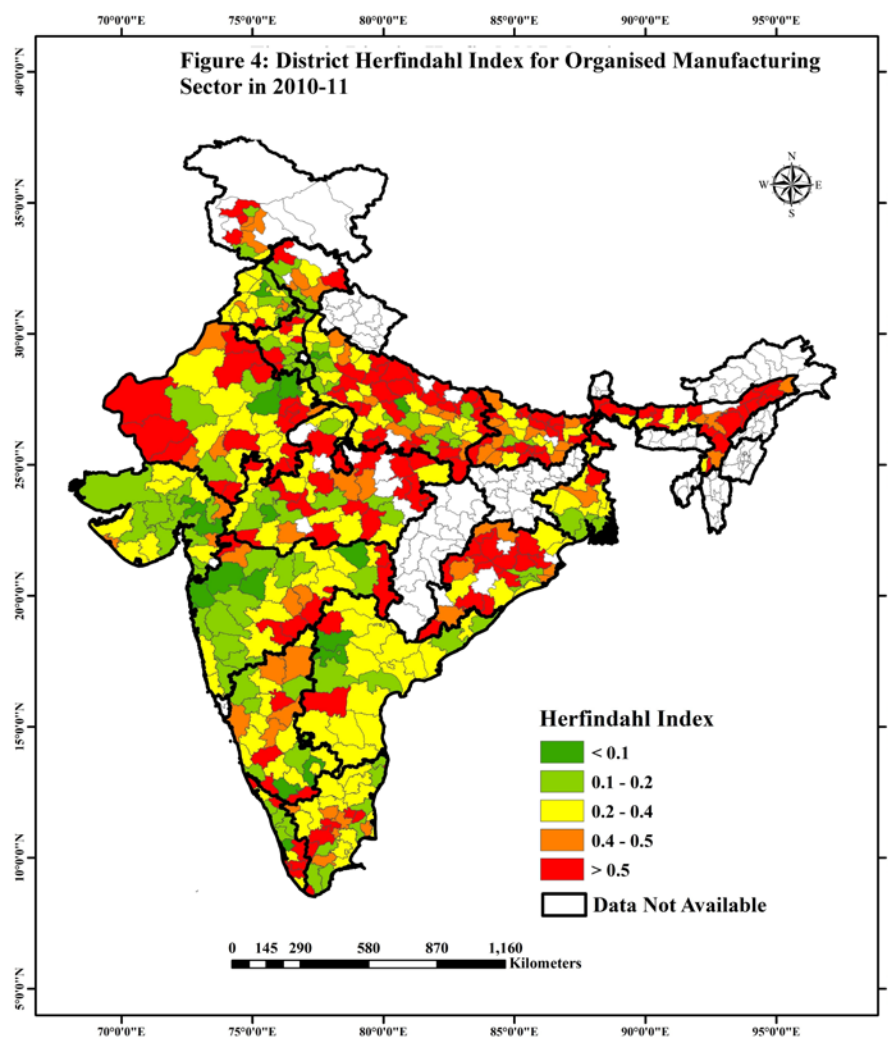 70°0'0"E 75°0'0"E 80°0'0"E 85°0'0"E 90°0'0"E 95°0'0"E
Figure 4: District Herfindahl Index for Organised Manufacturing
Sector in 2010-11
40°0'0"N
N
W E
S
35°0'0"N
30°0'0"N
25°0'0"N
20°0'0"N
15°0'0"N
10°0'0"N
5°0'0"N
Herfindahl Index
< 0.1
0.1 - 0.2
0.2 - 0.4
0.4 - 0.5
> 0.5
Data Not Available
0 145 290 580 870 1,160
Kilometers
70°0'0"E 75°0'0"E 80°0'0"E 85°0'0"E 90°0'0"E 95°0'0"E